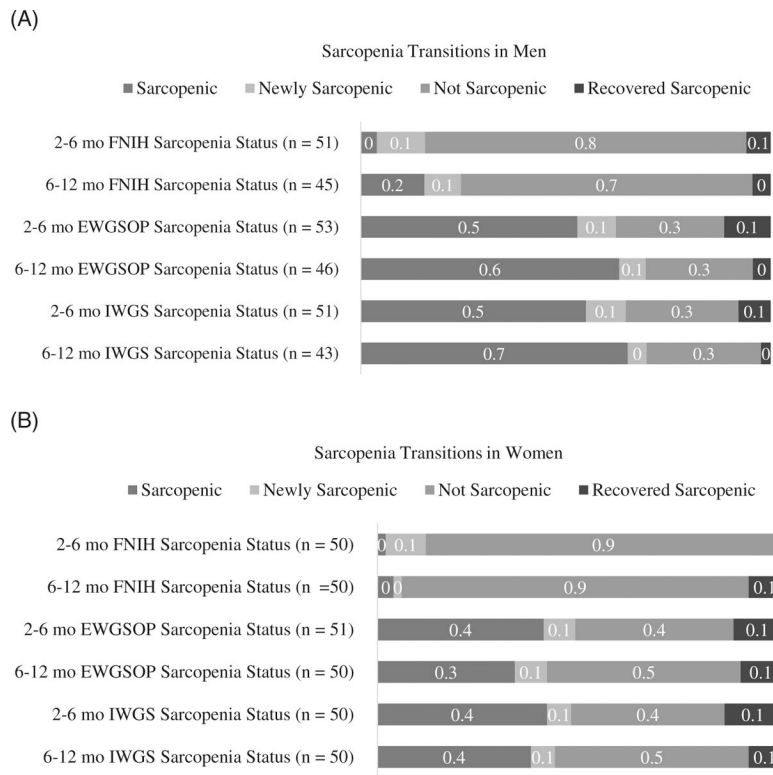 (A)
Sarcopenia Transitions in Men
Sarcopenic Newly Sarcopenic Not Sarcopenic Recovered Sarcopenic
2-6 mo FNIH Sarcopenia Status (n = 51) 0 0.1 0.8 0.1
6-12 mo FNIH Sarcopenia Status (n = 45) 0.2 0.1 0.7 0
2-6 mo EWGSOP Sarcopenia Status (n = 53) 0.5 0.1 0.3 0.1
6-12 mo EWGSOP Sarcopenia Status (n = 46) 0.6 0.1 0.3 0
2-6 mo IWGS Sarcopenia Status (n = 51) 0.5 0.1 0.3 0.1
6-12 mo IWGS Sarcopenia Status (n = 43) 0.7 0 0.3 0
(B)
Sarcopenia Transitions in Women
Sarcopenic Newly Sarcopenic Not Sarcopenic Recovered Sarcopenic
2-6 mo FNIH Sarcopenia Status (n = 50) 0 0.1 0.9
6-12 mo FNIH Sarcopenia Status (n =50) 0 0 0.9 0.1
2-6 mo EWGSOP Sarcopenia Status (n = 51) 0.4 0.1 0.4 0.1
6-12 mo EWGSOP Sarcopenia Status (n = 50) 0.3 0.1 0.5 0.1
2-6 mo IWGS Sarcopenia Status (n = 50) 0.4 0.1 0.4 0.1
6-12 mo IWGS Sarcopenia Status (n = 50) 0.4 0.1 0.5 0.1